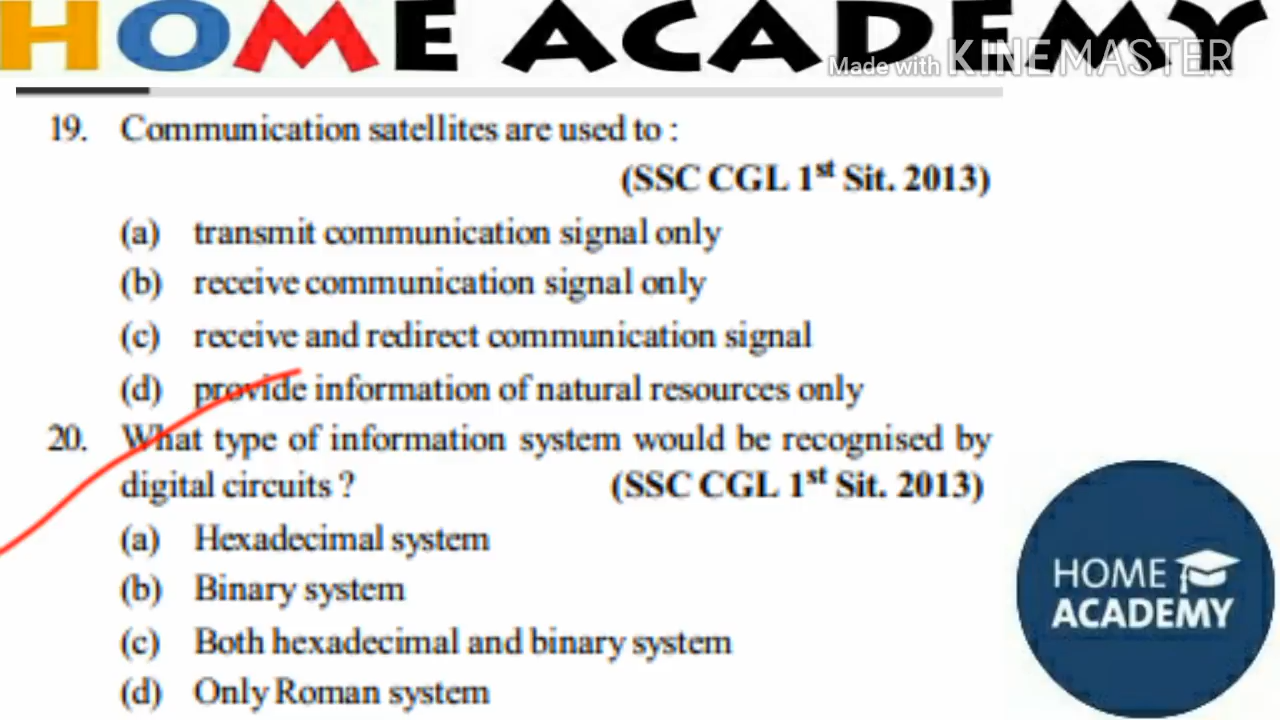 HOME ACADEMY
Made with KINEMASTER
19. Communication satellites are used to :
(SSC CGL 1st Sit. 2013)
(a) transmit communication signal only
(b) receive communication signal only
(c) receive and redirect communication signal
(d) provide information of natural resources only
20. What type of information system would be recognised by
digital circuits ? (SSC CGL 1st Sit. 2013)
(a) Hexadecimal system
(b) Binary system
(c) Both hexadecimal and binary system
(d) Only Roman system
HOME
ACADEMY